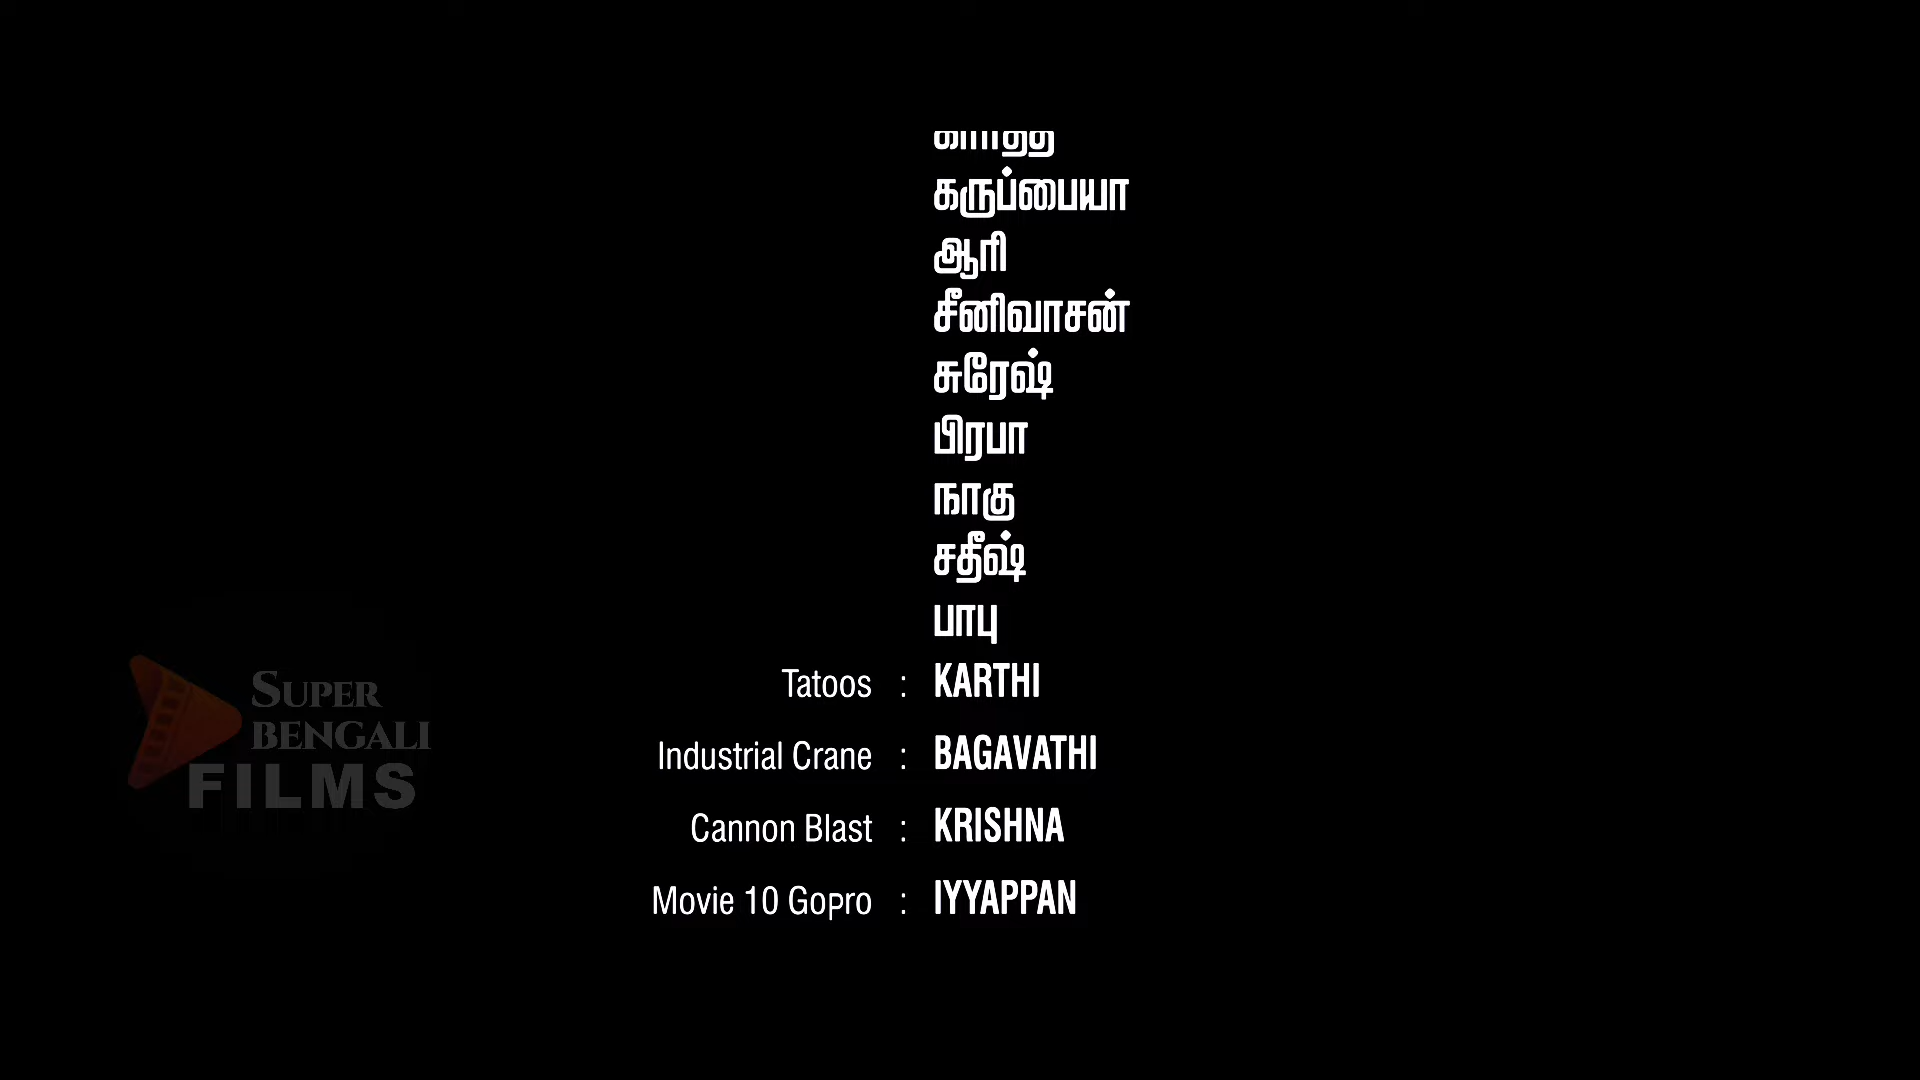 கருப்பையா
ஆரி
சீனிவாசன்
சுரேஷ்
பிரபா
நாகு
சதீஷ்
பாபு
Tatoos : KARTHI
Industrial Crane : BAGAVATHI
Cannon Blast : KRISHNA
Movie 10 Gopro : IYYAPPAN
SUPER
BENGALI
FILMS